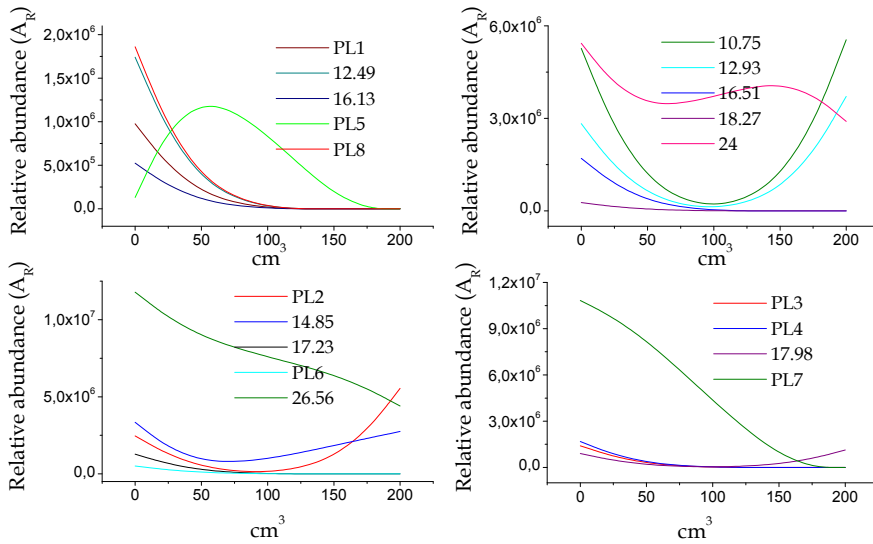 Relative abundance (A_R)
2,0x10^6
1,5x10^6
1,0x10^6
5,0x10^5
0,0
0
50
100
150
200
cm^3
PL1
12.49
16.13
PL5
PL8
Relative abundance (A_R)
6,0x10^6
3,0x10^6
0,0
0
50
100
150
200
cm^3
10.75
12.93
16.51
18.27
24
Relative abundance (A_R)
1,0x10^7
5,0x10^6
0,0
0
50
100
150
200
cm^3
PL2
14.85
17.23
PL6
26.56
Relative abundance (A_R)
1,2x10^7
9,0x10^6
6,0x10^6
3,0x10^6
0,0
0
50
100
150
200
cm^3
PL3
PL4
17.98
PL7